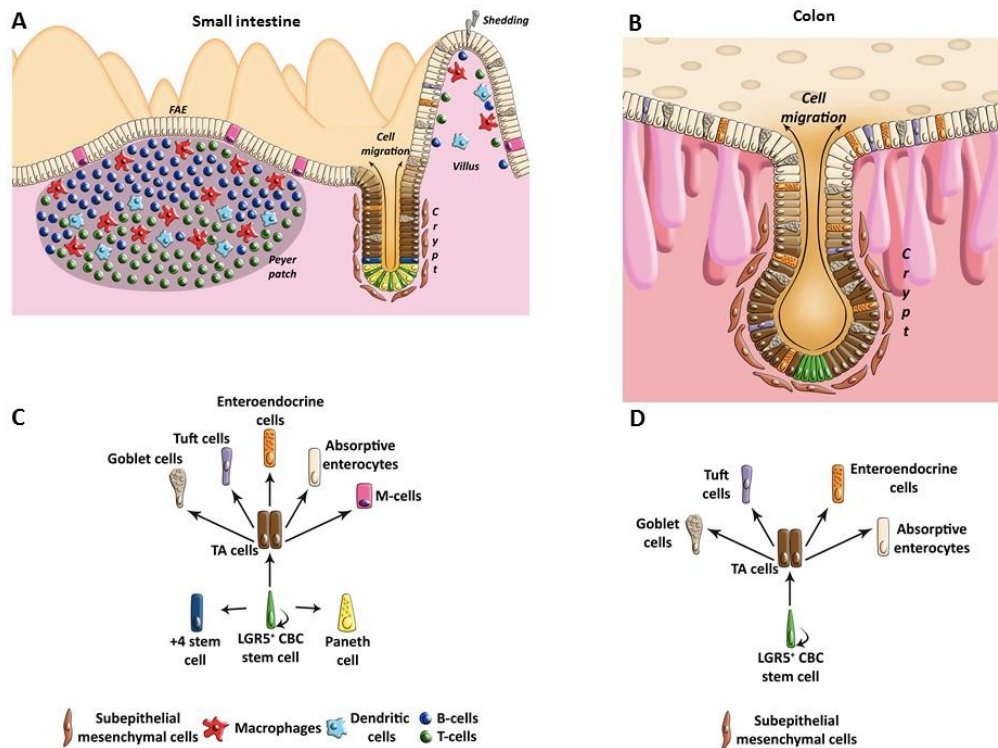 A
Small intestine
Shedding
FAE
Cell
migration
Villus
Crypt
Peyer
patch
B
Colon
Cell
migration
Crypt
C
Enteroendocrine
cells
Tuft cells
Goblet cells
Absorptive
enterocytes
M-cells
TA cells
+4 stem
cell
LGR5⁺ CBC
stem cell
Paneth
cell
Subepithelial
mesenchymal cells
Macrophages
Dendritic
cells
B-cells
T-cells
D
Tuft
cells
Enteroendocrine
cells
Goblet
cells
Absorptive
enterocytes
TA cells
LGR5⁺ CBC
stem cell
Subepithelial
mesenchymal cells